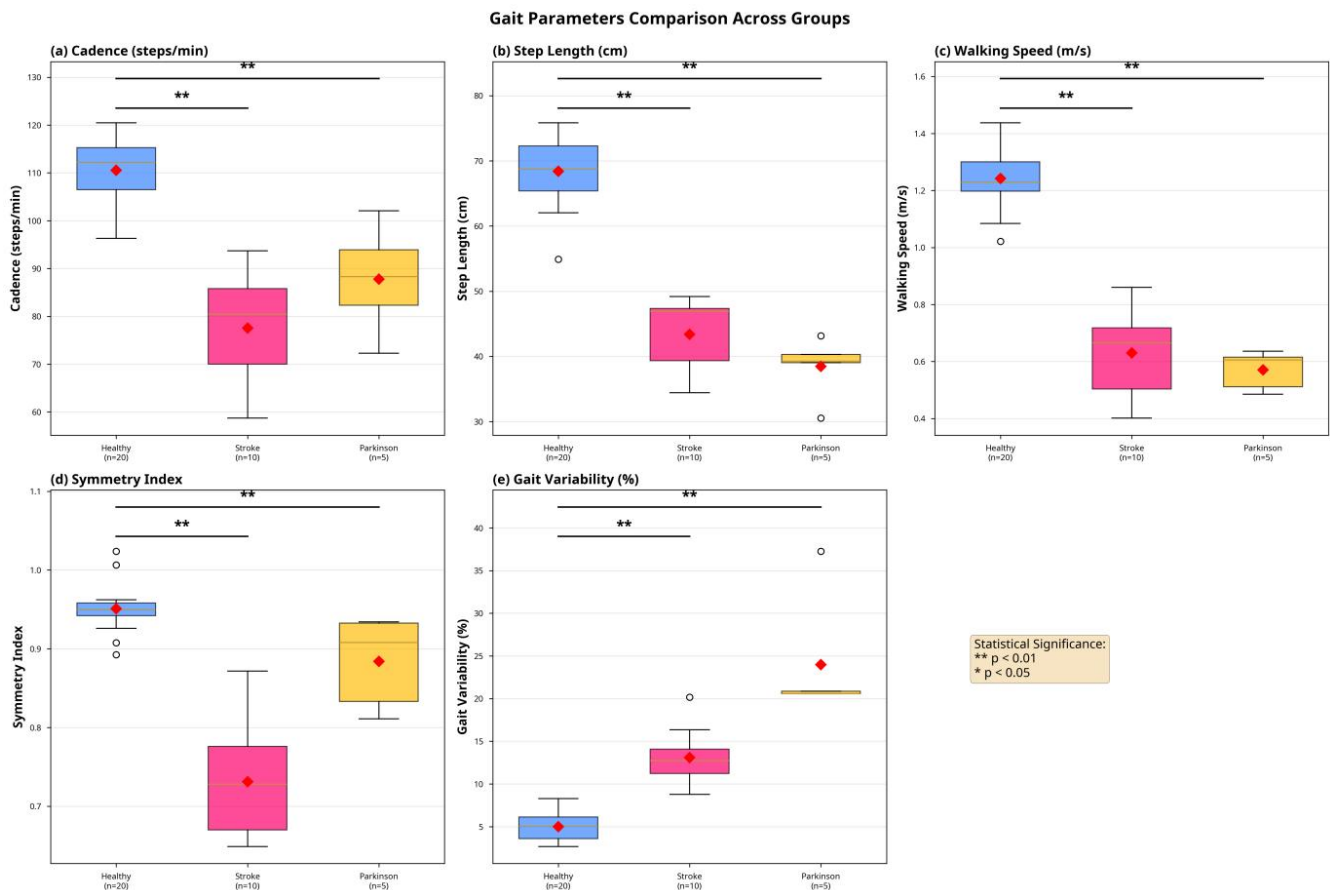 Gait Parameters Comparison Across Groups
(a) Cadence (steps/min)
**
**
130
120
110
100
90
80
70
60
Cadence (steps/min)
Healthy
(n=20)
Stroke
(n=10)
Parkinson
(n=5)
(b) Step Length (cm)
**
**
80
70
60
50
40
30
Step Length (cm)
Healthy
(n=20)
Stroke
(n=10)
Parkinson
(n=5)
(c) Walking Speed (m/s)
**
**
1.6
1.4
1.2
1.0
0.8
0.6
0.4
Walking Speed (m/s)
Healthy
(n=20)
Stroke
(n=10)
Parkinson
(n=5)
(d) Symmetry Index
**
**
1.1
1.0
0.9
0.8
0.7
Symmetry Index
Healthy
(n=20)
Stroke
(n=10)
Parkinson
(n=5)
(e) Gait Variability (%)
**
**
40
35
30
25
20
15
10
5
Gait Variability (%)
Healthy
(n=20)
Stroke
(n=10)
Parkinson
(n=5)
Statistical Significance:
** p < 0.01
* p < 0.05